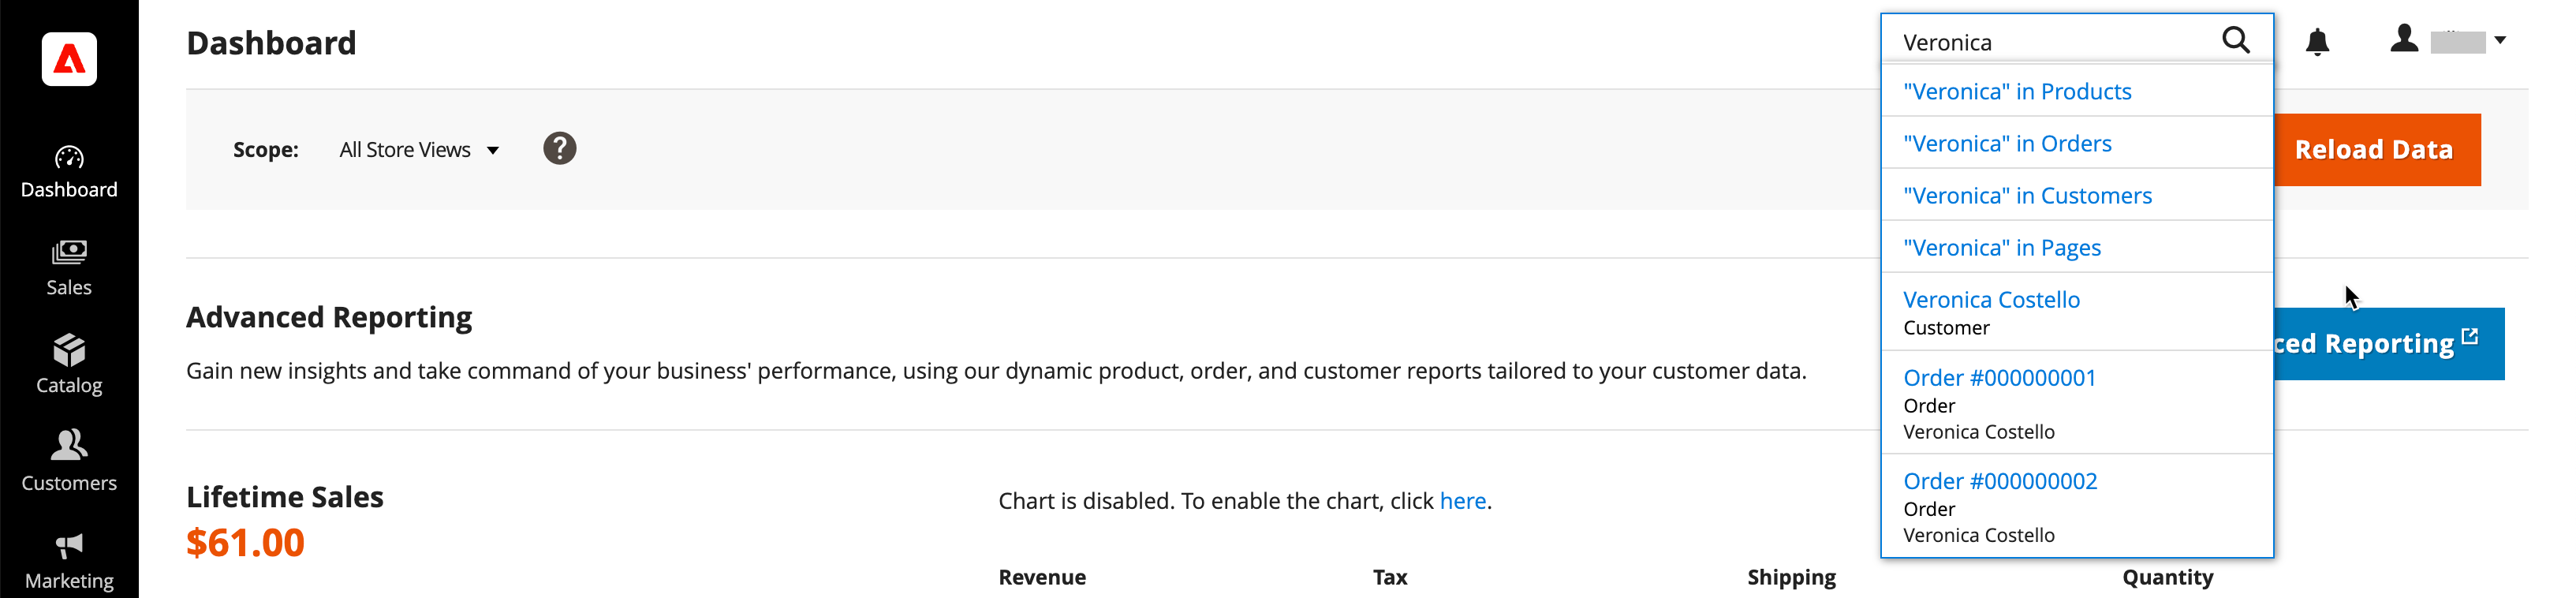 Dashboard
Veronica
"Veronica" in Products
"Veronica" in Orders
"Veronica" in Customers
"Veronica" in Pages
Veronica Costello
Customer
Order #000000001
Order
Veronica Costello
Order #000000002
Order
Veronica Costello
Scope: All Store Views ?
Reload Data
Advanced Reporting
Gain new insights and take command of your business' performance, using our dynamic product, order, and customer reports tailored to your customer data.
Reporting
Lifetime Sales
$61.00
Chart is disabled. To enable the chart, click here.
Revenue Tax Shipping Quantity
Dashboard
Sales
Catalog
Customers
Marketing